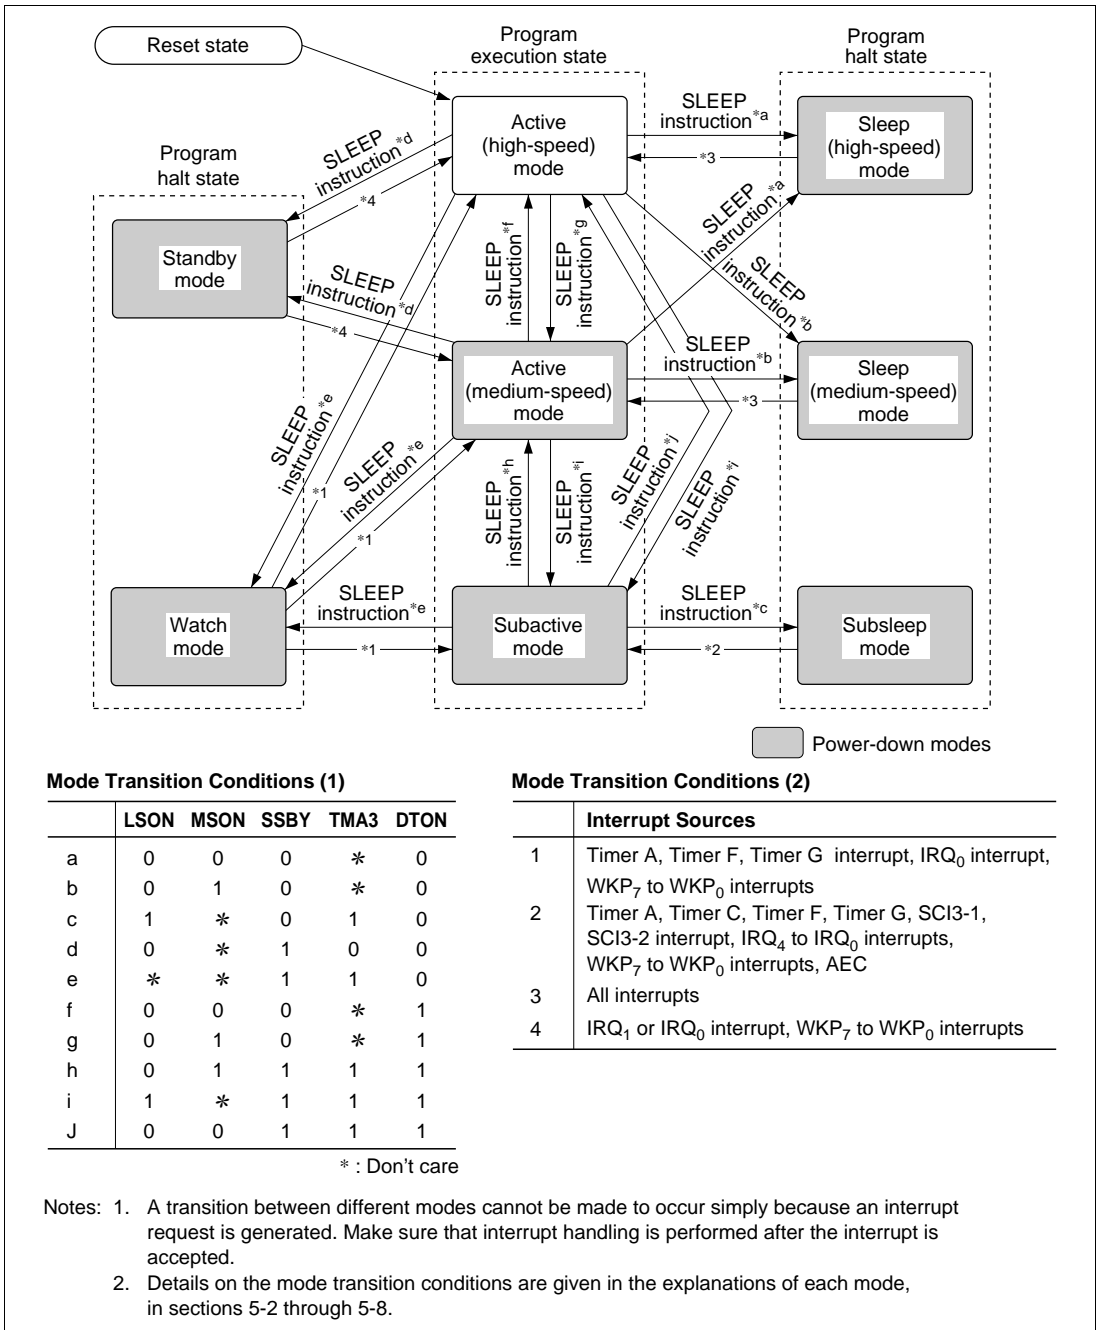 Reset state
Program
execution state
Program
halt state
Program
halt state
Active
(high-speed)
mode
SLEEP
instruction*a
*3
Sleep
(high-speed)
mode
SLEEP
instruction*d
*4
Standby
mode
SLEEP
instruction*d
*4
SLEEP
instruction*f
SLEEP
instruction*g
SLEEP
instruction*a
SLEEP
instruction*b
Active
(medium-speed)
mode
SLEEP
instruction*b
*3
Sleep
(medium-speed)
mode
SLEEP
instruction*e
*1
SLEEP
instruction*e
*1
SLEEP
instruction*h
SLEEP
instruction*i
SLEEP
instruction*j
SLEEP
instruction*i
Watch
mode
SLEEP
instruction*e
*1
Subactive
mode
SLEEP
instruction*c
*2
Subsleep
mode
Power-down modes
Mode Transition Conditions (1)
LSON MSON SSBY TMA3 DTON
a 0 0 0 * 0
b 0 1 0 * 0
c 1 * 0 1 0
d 0 * 1 0 0
e * * 1 1 0
f 0 0 0 * 1
g 0 1 0 * 1
h 0 1 1 1 1
i 1 * 1 1 1
J 0 0 1 1 1
* : Don't care
Mode Transition Conditions (2)
Interrupt Sources
1 Timer A, Timer F, Timer G interrupt, IRQ0 interrupt,
WKP7 to WKP0 interrupts
2 Timer A, Timer C, Timer F, Timer G, SCI3-1,
SCI3-2 interrupt, IRQ4 to IRQ0 interrupts,
WKP7 to WKP0 interrupts, AEC
3 All interrupts
4 IRQ1 or IRQ0 interrupt, WKP7 to WKP0 interrupts
Notes: 1. A transition between different modes cannot be made to occur simply because an interrupt
request is generated. Make sure that interrupt handling is performed after the interrupt is
accepted.
2. Details on the mode transition conditions are given in the explanations of each mode,
in sections 5-2 through 5-8.